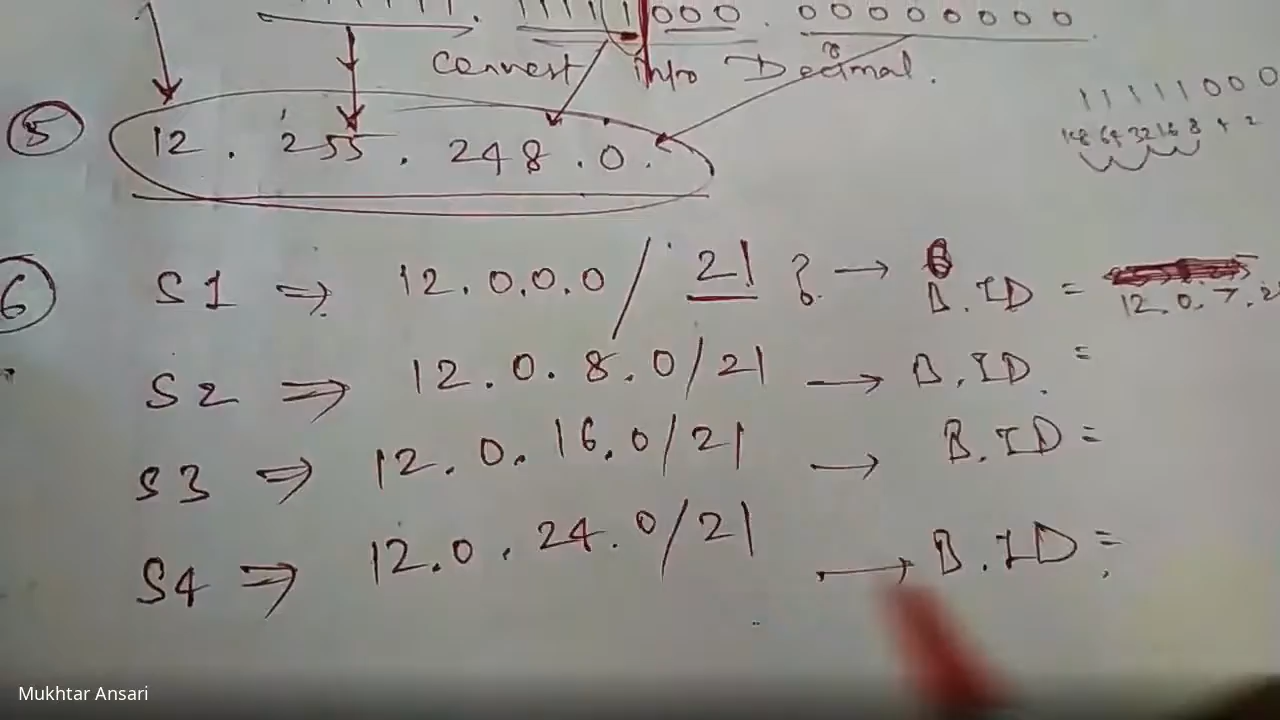 11111000.00000000
Convert into Decimal.
11111000
128 64 32 16 8 4 2
5 12.255.248.0.
6 S1 ⇒ 12.0.0.0/21 } → B.ID = 12.0.7.2
S2 ⇒ 12.0.8.0/21 → B.ID. =
S3 ⇒ 12.0.16.0/21 → B.ID =
S4 ⇒ 12.0.24.0/21 → B.ID =
Mukhtar Ansari